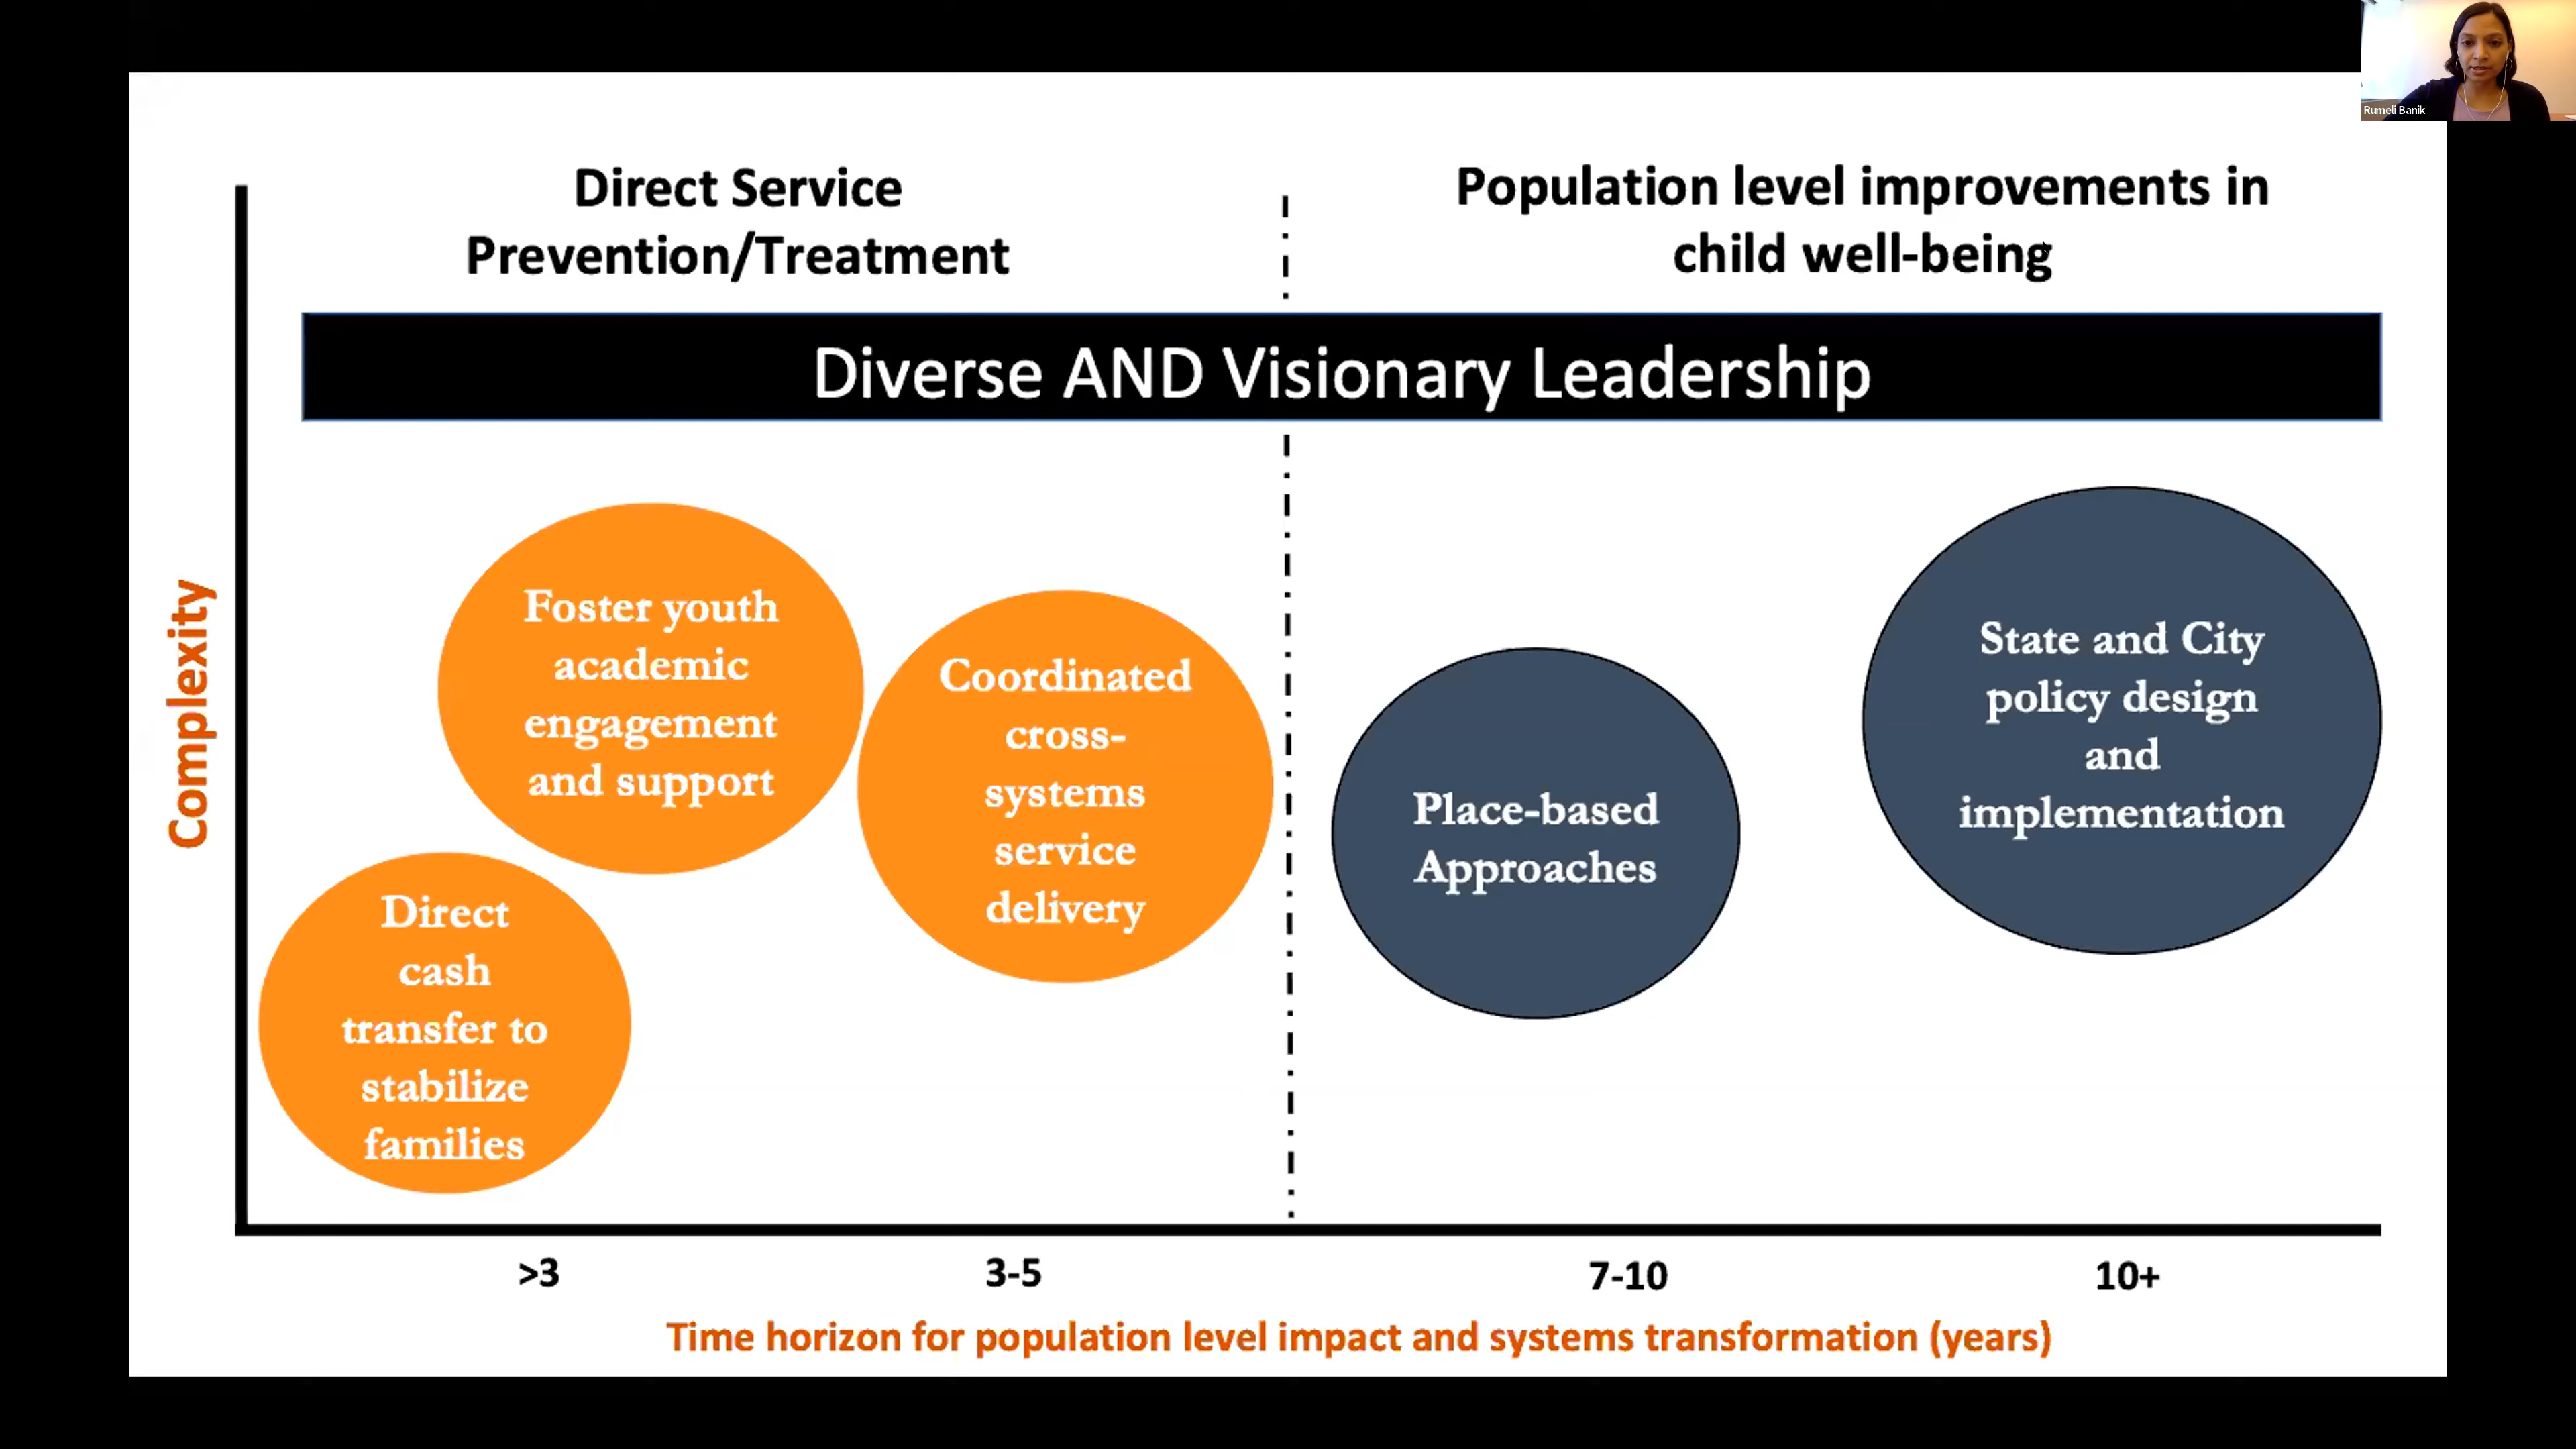 Rumeli Banik
Direct Service
Prevention/Treatment
Population level improvements in
child well-being
Diverse AND Visionary Leadership
Complexity
Foster youth
academic
engagement
and support
Coordinated
cross-
systems
service
delivery
Direct
cash
transfer to
stabilize
families
Place-based
Approaches
State and City
policy design
and
implementation
>3
3-5
7-10
10+
Time horizon for population level impact and systems transformation (years)